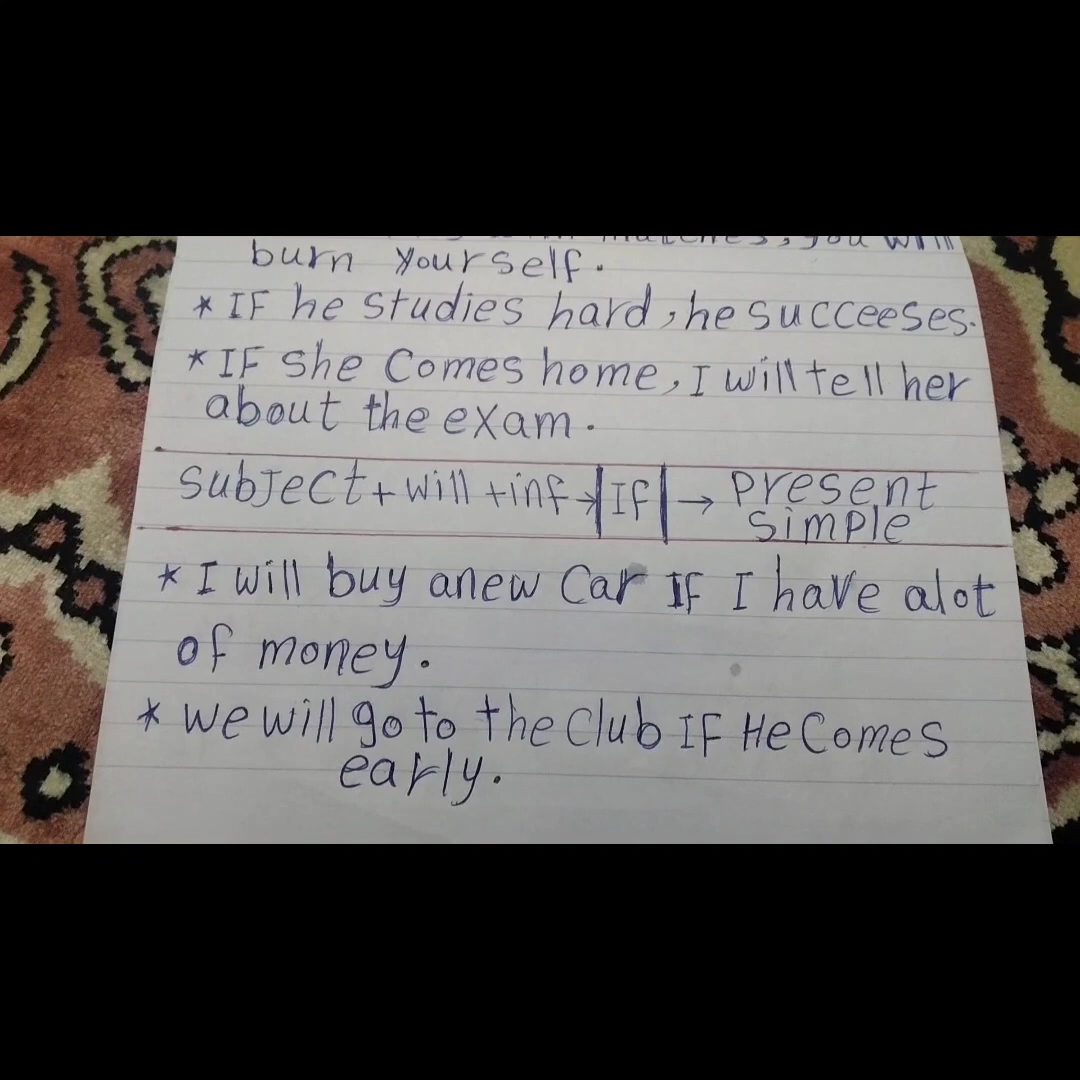 you will
burn yourself.
* IF he studies hard, he succeeses.
* IF she comes home, I will tell her
about the exam.
subject + will + inf → |If| → present
simple
* I will buy anew car IF I have alot
of money.
* we will go to the club IF He comes
early.